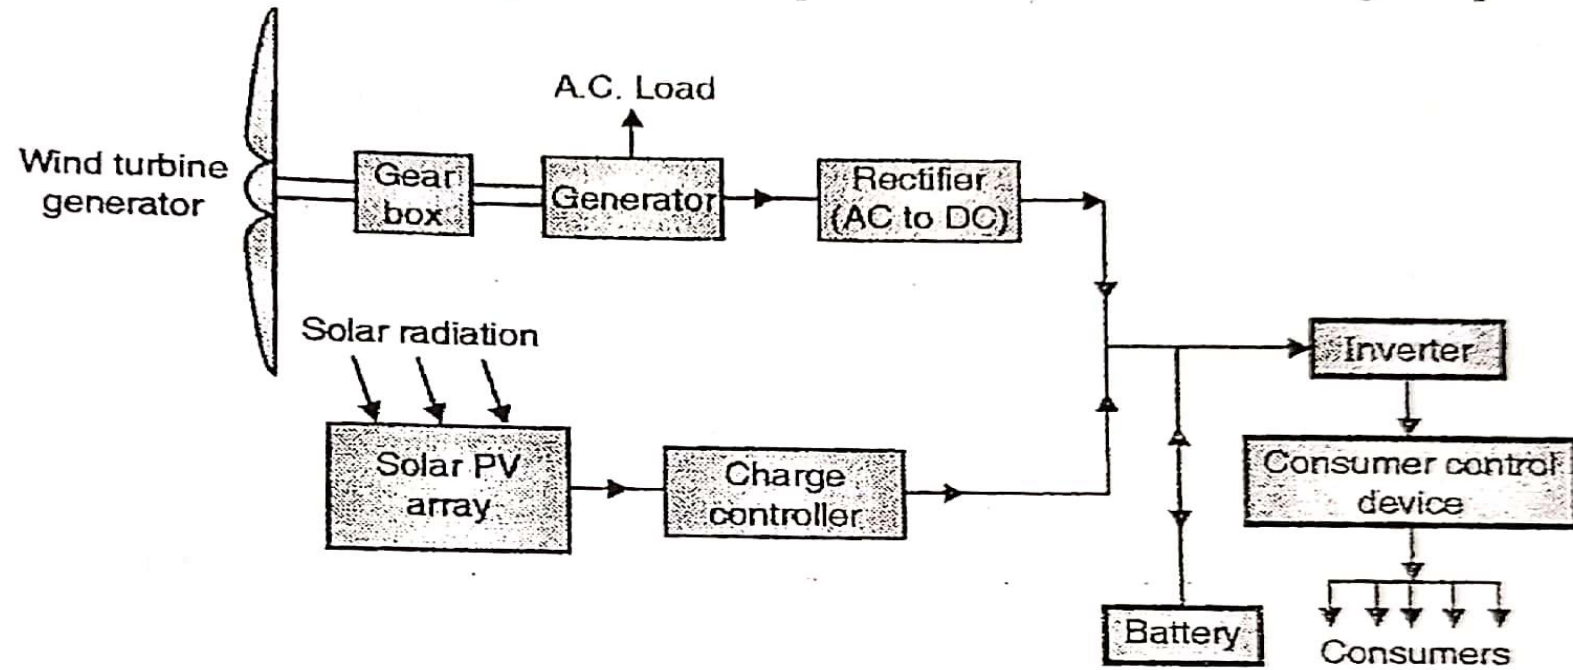 A.C. Load
Wind turbine
generator
Gear
box
Generator
Rectifier
(AC to DC)
Solar radiation
Inverter
Solar PV
array
Charge
controller
Consumer control
device
Battery
Consumers